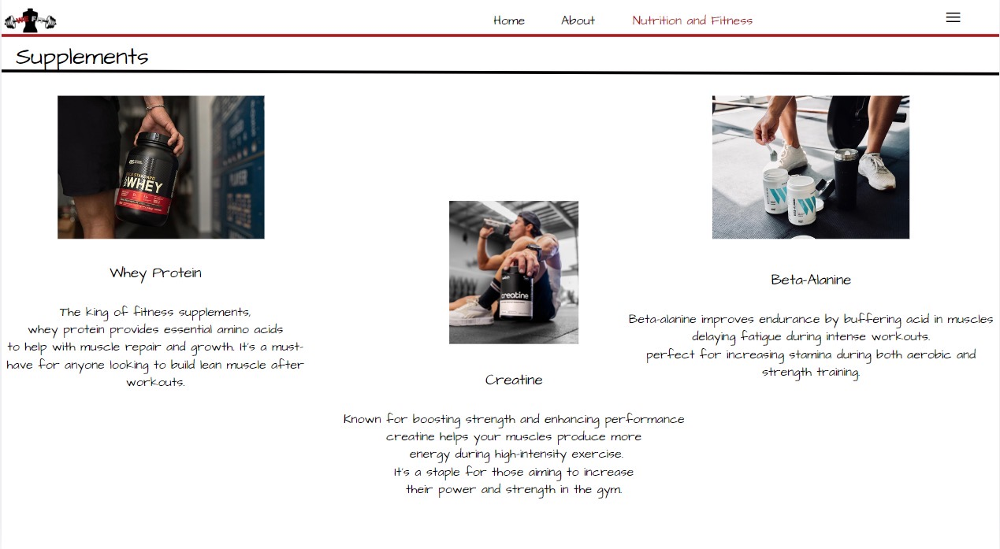 WE FIT
Home About Nutrition and Fitness
Supplements
GOLD STANDARD
WHEY
Whey Protein
The king of fitness supplements,
whey protein provides essential amino acids
to help with muscle repair and growth. It's a must-
have for anyone looking to build lean muscle after
workouts.
creatine
Creatine
Known for boosting strength and enhancing performance
creatine helps your muscles produce more
energy during high-intensity exercise.
It's a staple for those aiming to increase
their power and strength in the gym.
Beta-Alanine
Beta-alanine improves endurance by buffering acid in muscles
delaying fatigue during intense workouts.
perfect for increasing stamina during both aerobic and
strength training.